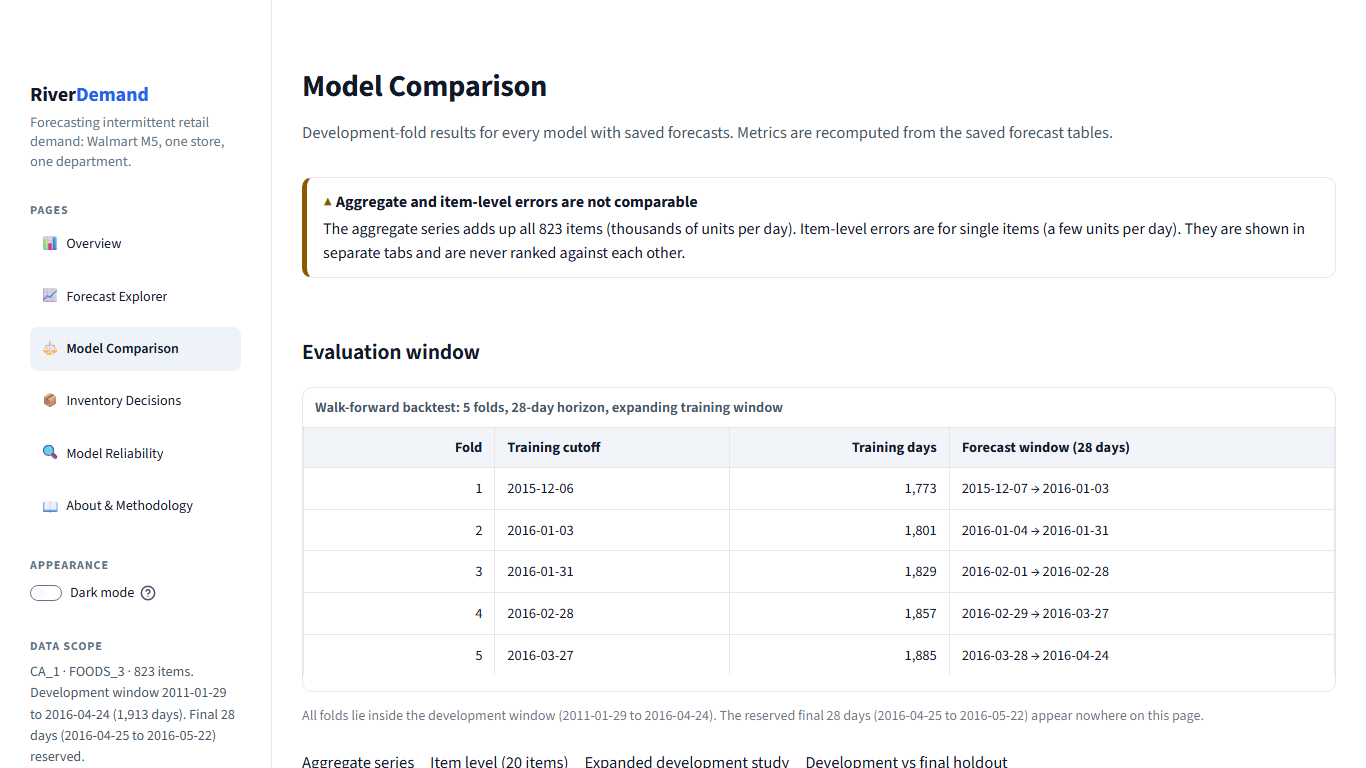 RiverDemand
Forecasting intermittent retail
demand: Walmart M5, one store,
one department.
PAGES
Overview
Forecast Explorer
Model Comparison
Inventory Decisions
Model Reliability
About & Methodology
APPEARANCE
Dark mode ?
DATA SCOPE
CA_1 · FOODS_3 · 823 items.
Development window 2011-01-29
to 2016-04-24 (1,913 days). Final 28
days (2016-04-25 to 2016-05-22)
reserved.
Model Comparison
Development-fold results for every model with saved forecasts. Metrics are recomputed from the saved forecast tables.
▲ Aggregate and item-level errors are not comparable
The aggregate series adds up all 823 items (thousands of units per day). Item-level errors are for single items (a few units per day). They are shown in
separate tabs and are never ranked against each other.
Evaluation window
Walk-forward backtest: 5 folds, 28-day horizon, expanding training window
Fold Training cutoff Training days Forecast window (28 days)
1 2015-12-06 1,773 2015-12-07 → 2016-01-03
2 2016-01-03 1,801 2016-01-04 → 2016-01-31
3 2016-01-31 1,829 2016-02-01 → 2016-02-28
4 2016-02-28 1,857 2016-02-29 → 2016-03-27
5 2016-03-27 1,885 2016-03-28 → 2016-04-24
All folds lie inside the development window (2011-01-29 to 2016-04-24). The reserved final 28 days (2016-04-25 to 2016-05-22) appear nowhere on this page.
Aggregate series Item level (20 items) Expanded development study Development vs final holdout